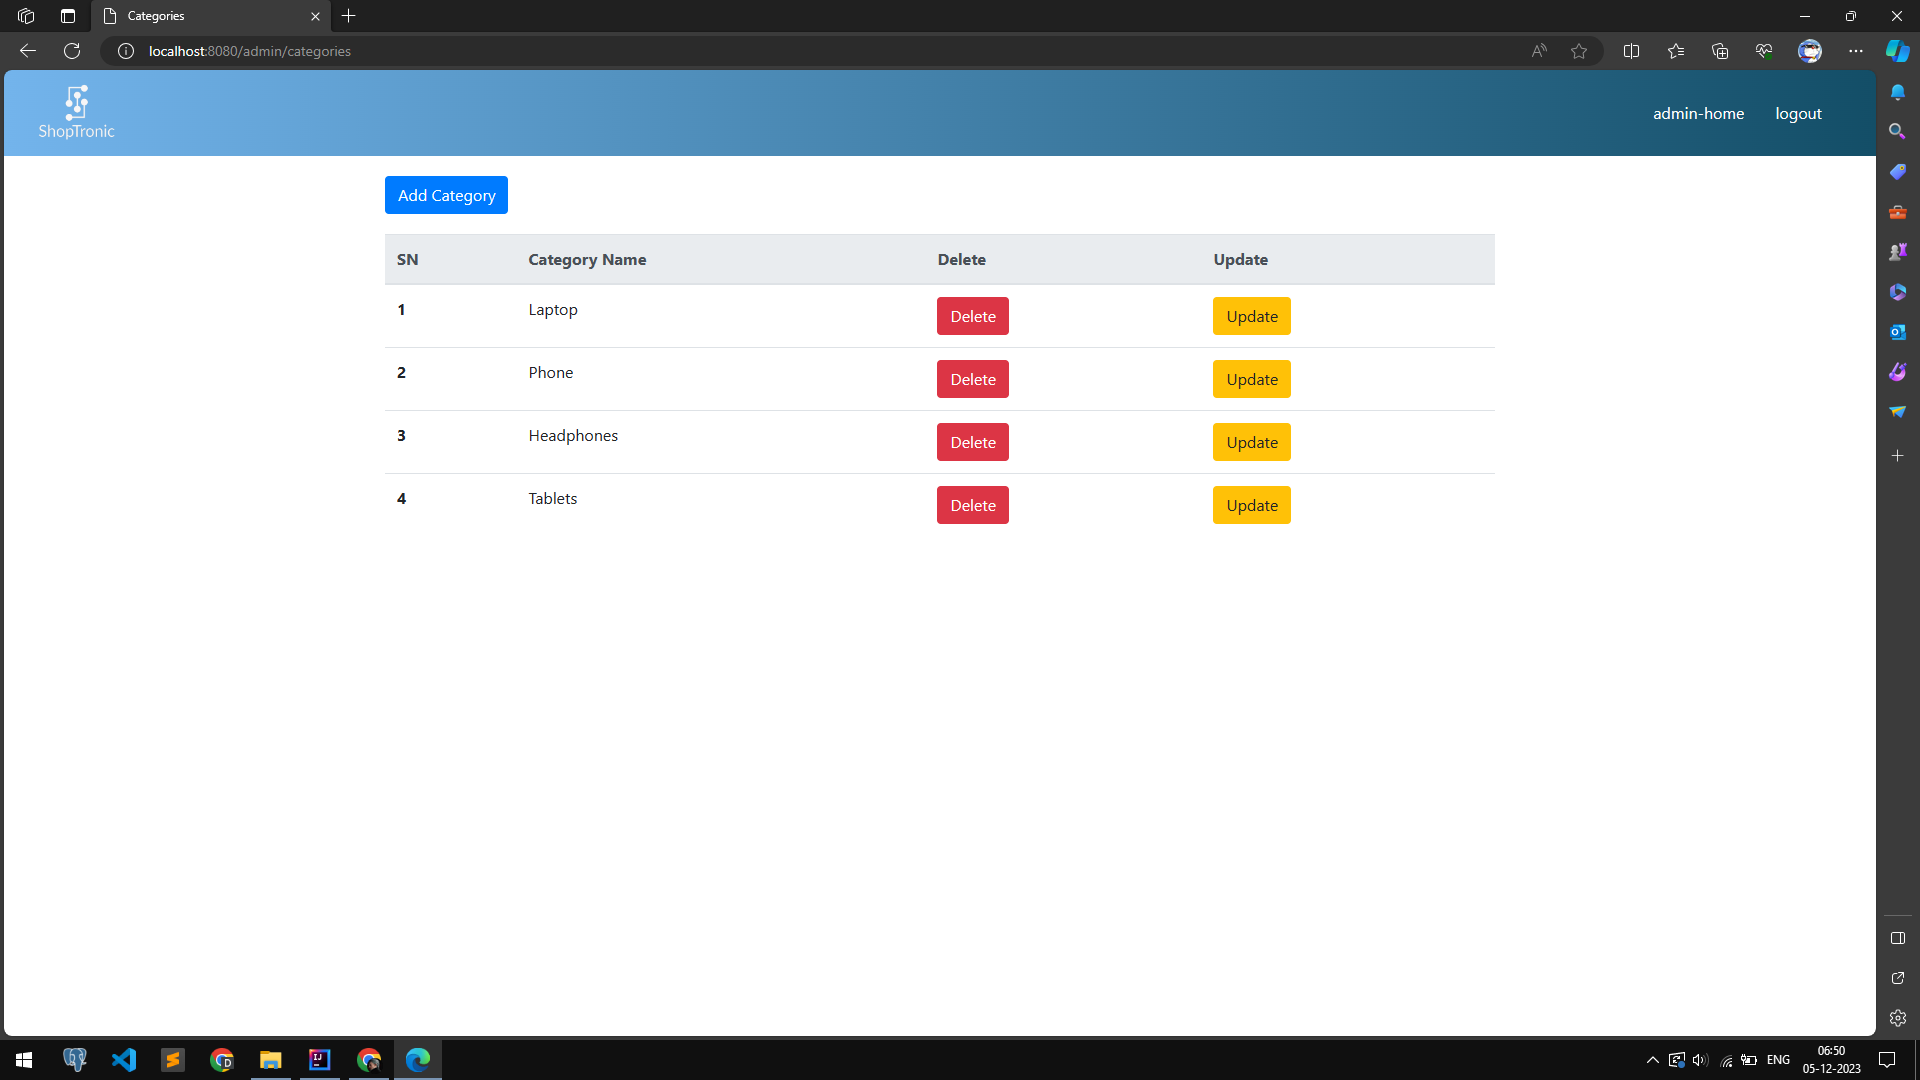 Categories
localhost:8080/admin/categories
ShopTronic
admin-home logout
Add Category
SN Category Name Delete Update
1 Laptop Delete Update
2 Phone Delete Update
3 Headphones Delete Update
4 Tablets Delete Update
ENG 06:50
05-12-2023